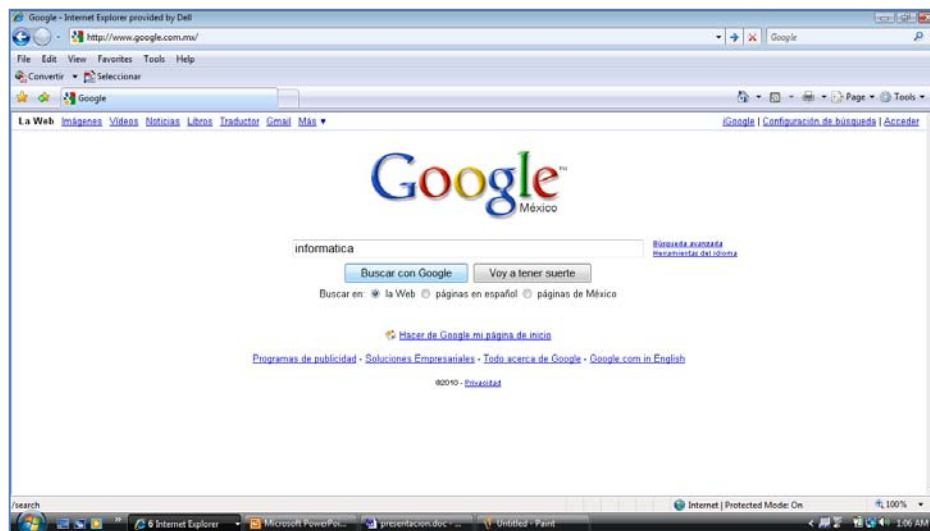 Google - Internet Explorer provided by Dell
http://www.google.com.mx/ Google
File Edit View Favorites Tools Help
Convertir Seleccionar
Google Page Tools
La Web Imágenes Videos Noticias Libros Traductor Gmail Más iGoogle | Configuración de búsqueda | Acceder
Google™
México
informatica
Búsqueda avanzada
Herramientas del idioma
Buscar con Google Voy a tener suerte
Buscar en: la Web páginas en español páginas de México
Hacer de Google mi página de inicio
Programas de publicidad - Soluciones Empresariales - Todo acerca de Google - Google.com in English
©2010 - Privacidad
/search Internet | Protected Mode: On 100%
6 Internet Explorer Microsoft PowerPoi... presentacion.doc - ... Untitled - Paint 1:06 AM